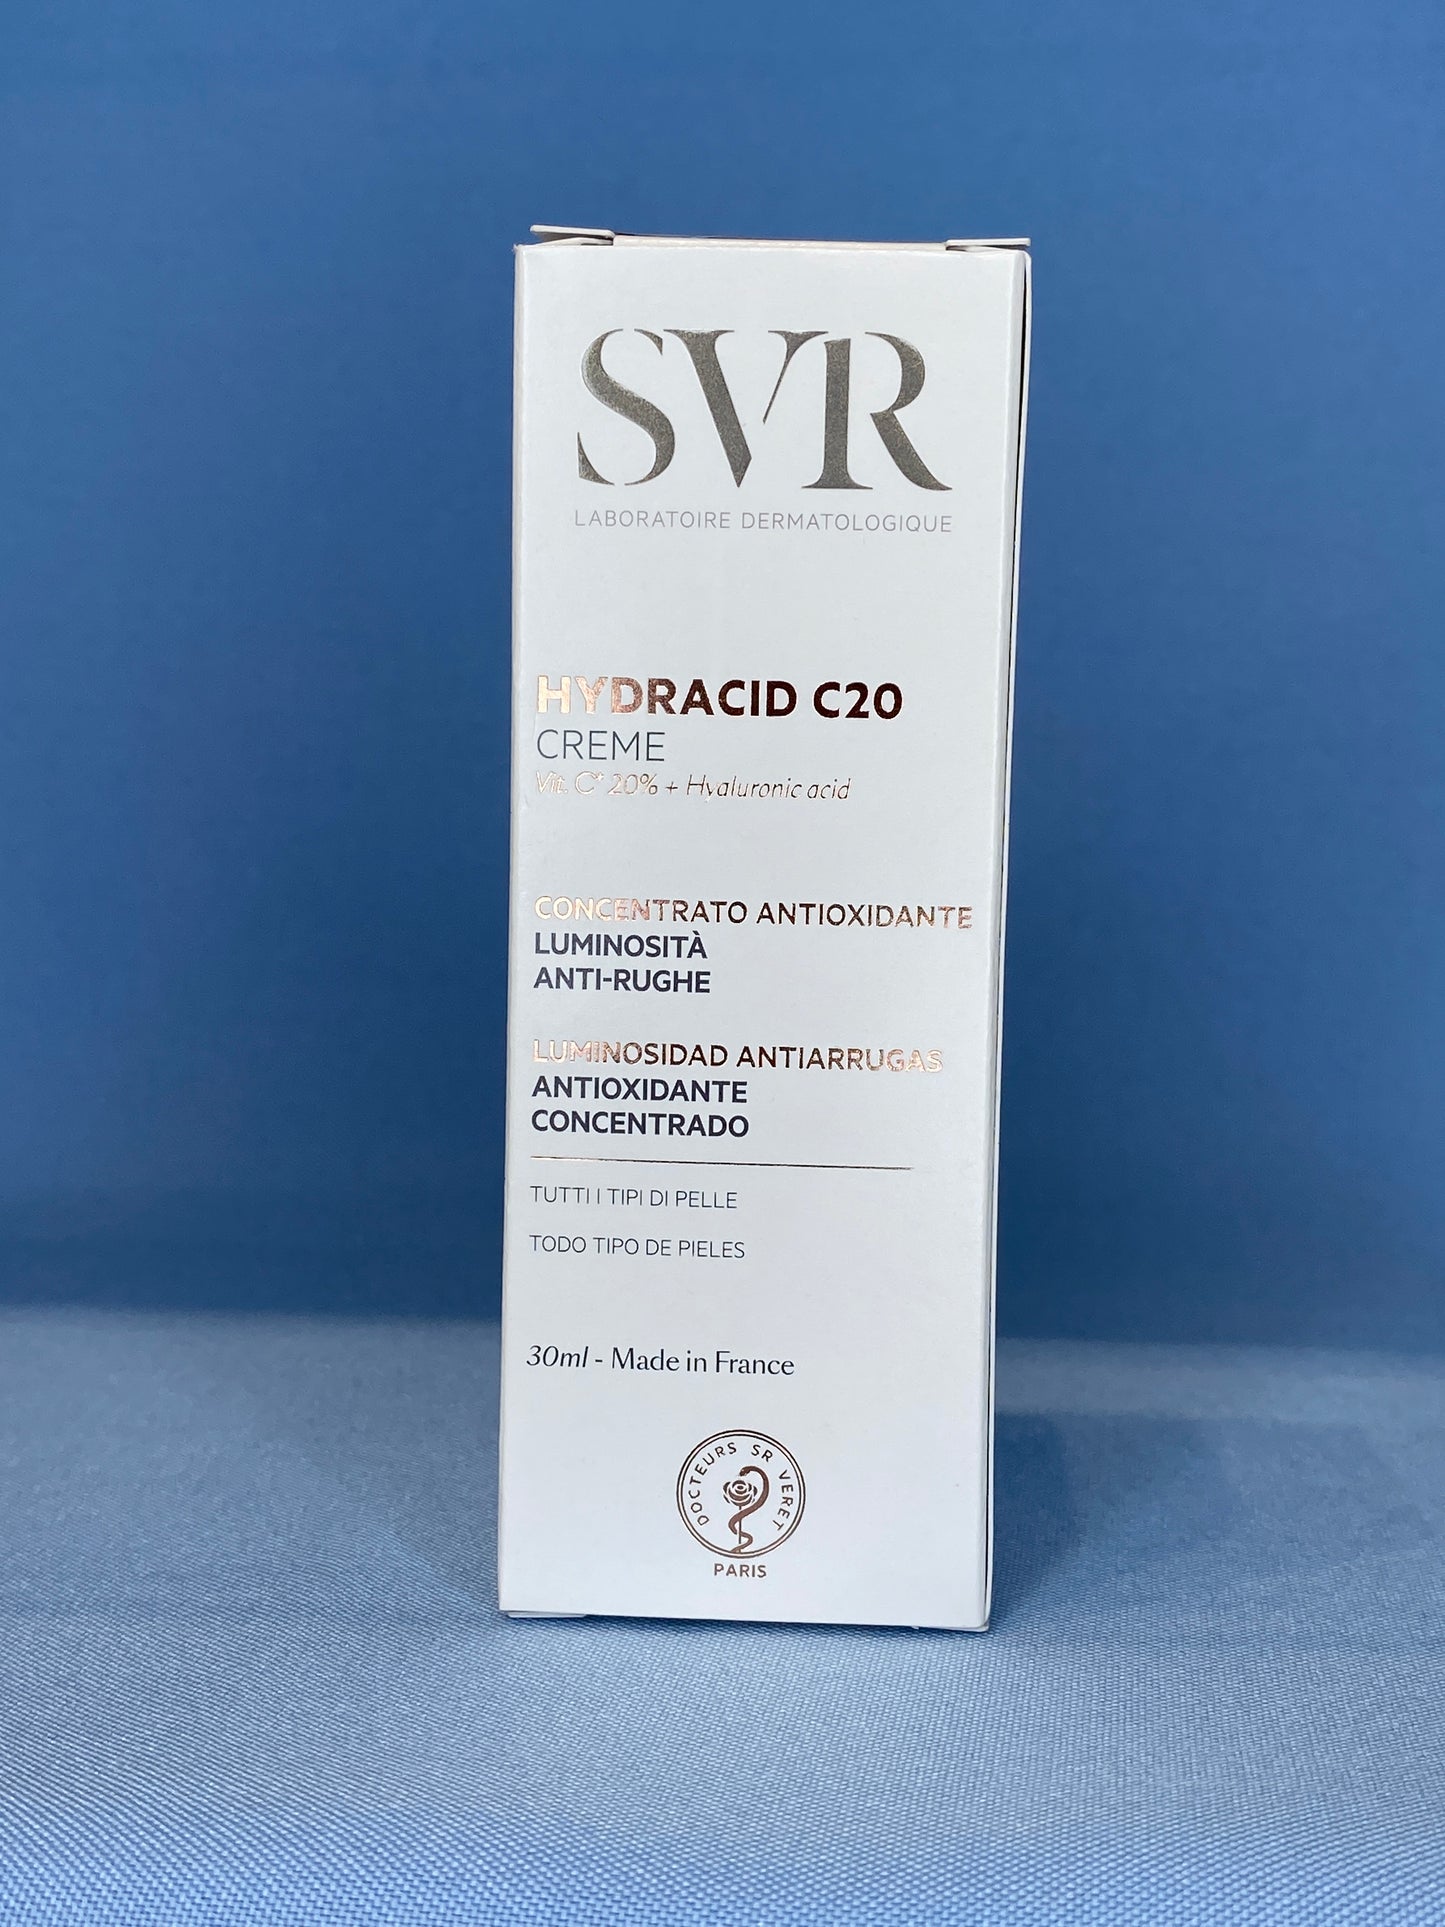 SVR
LABORATOIRE DERMATOLOGIQUE
HYDRACID C20
CREME
Vit. C* 20% + Hyaluronic acid
CONCENTRATO ANTIOXIDANTE
LUMINOSITÀ
ANTI-RUGHE
LUMINOSIDAD ANTIARRUGAS
ANTIOXIDANTE
CONCENTRADO
TUTTI I TIPI DI PELLE
TODO TIPO DE PIELES
30ml - Made in France
DOCTEURS SR VERET
PARIS